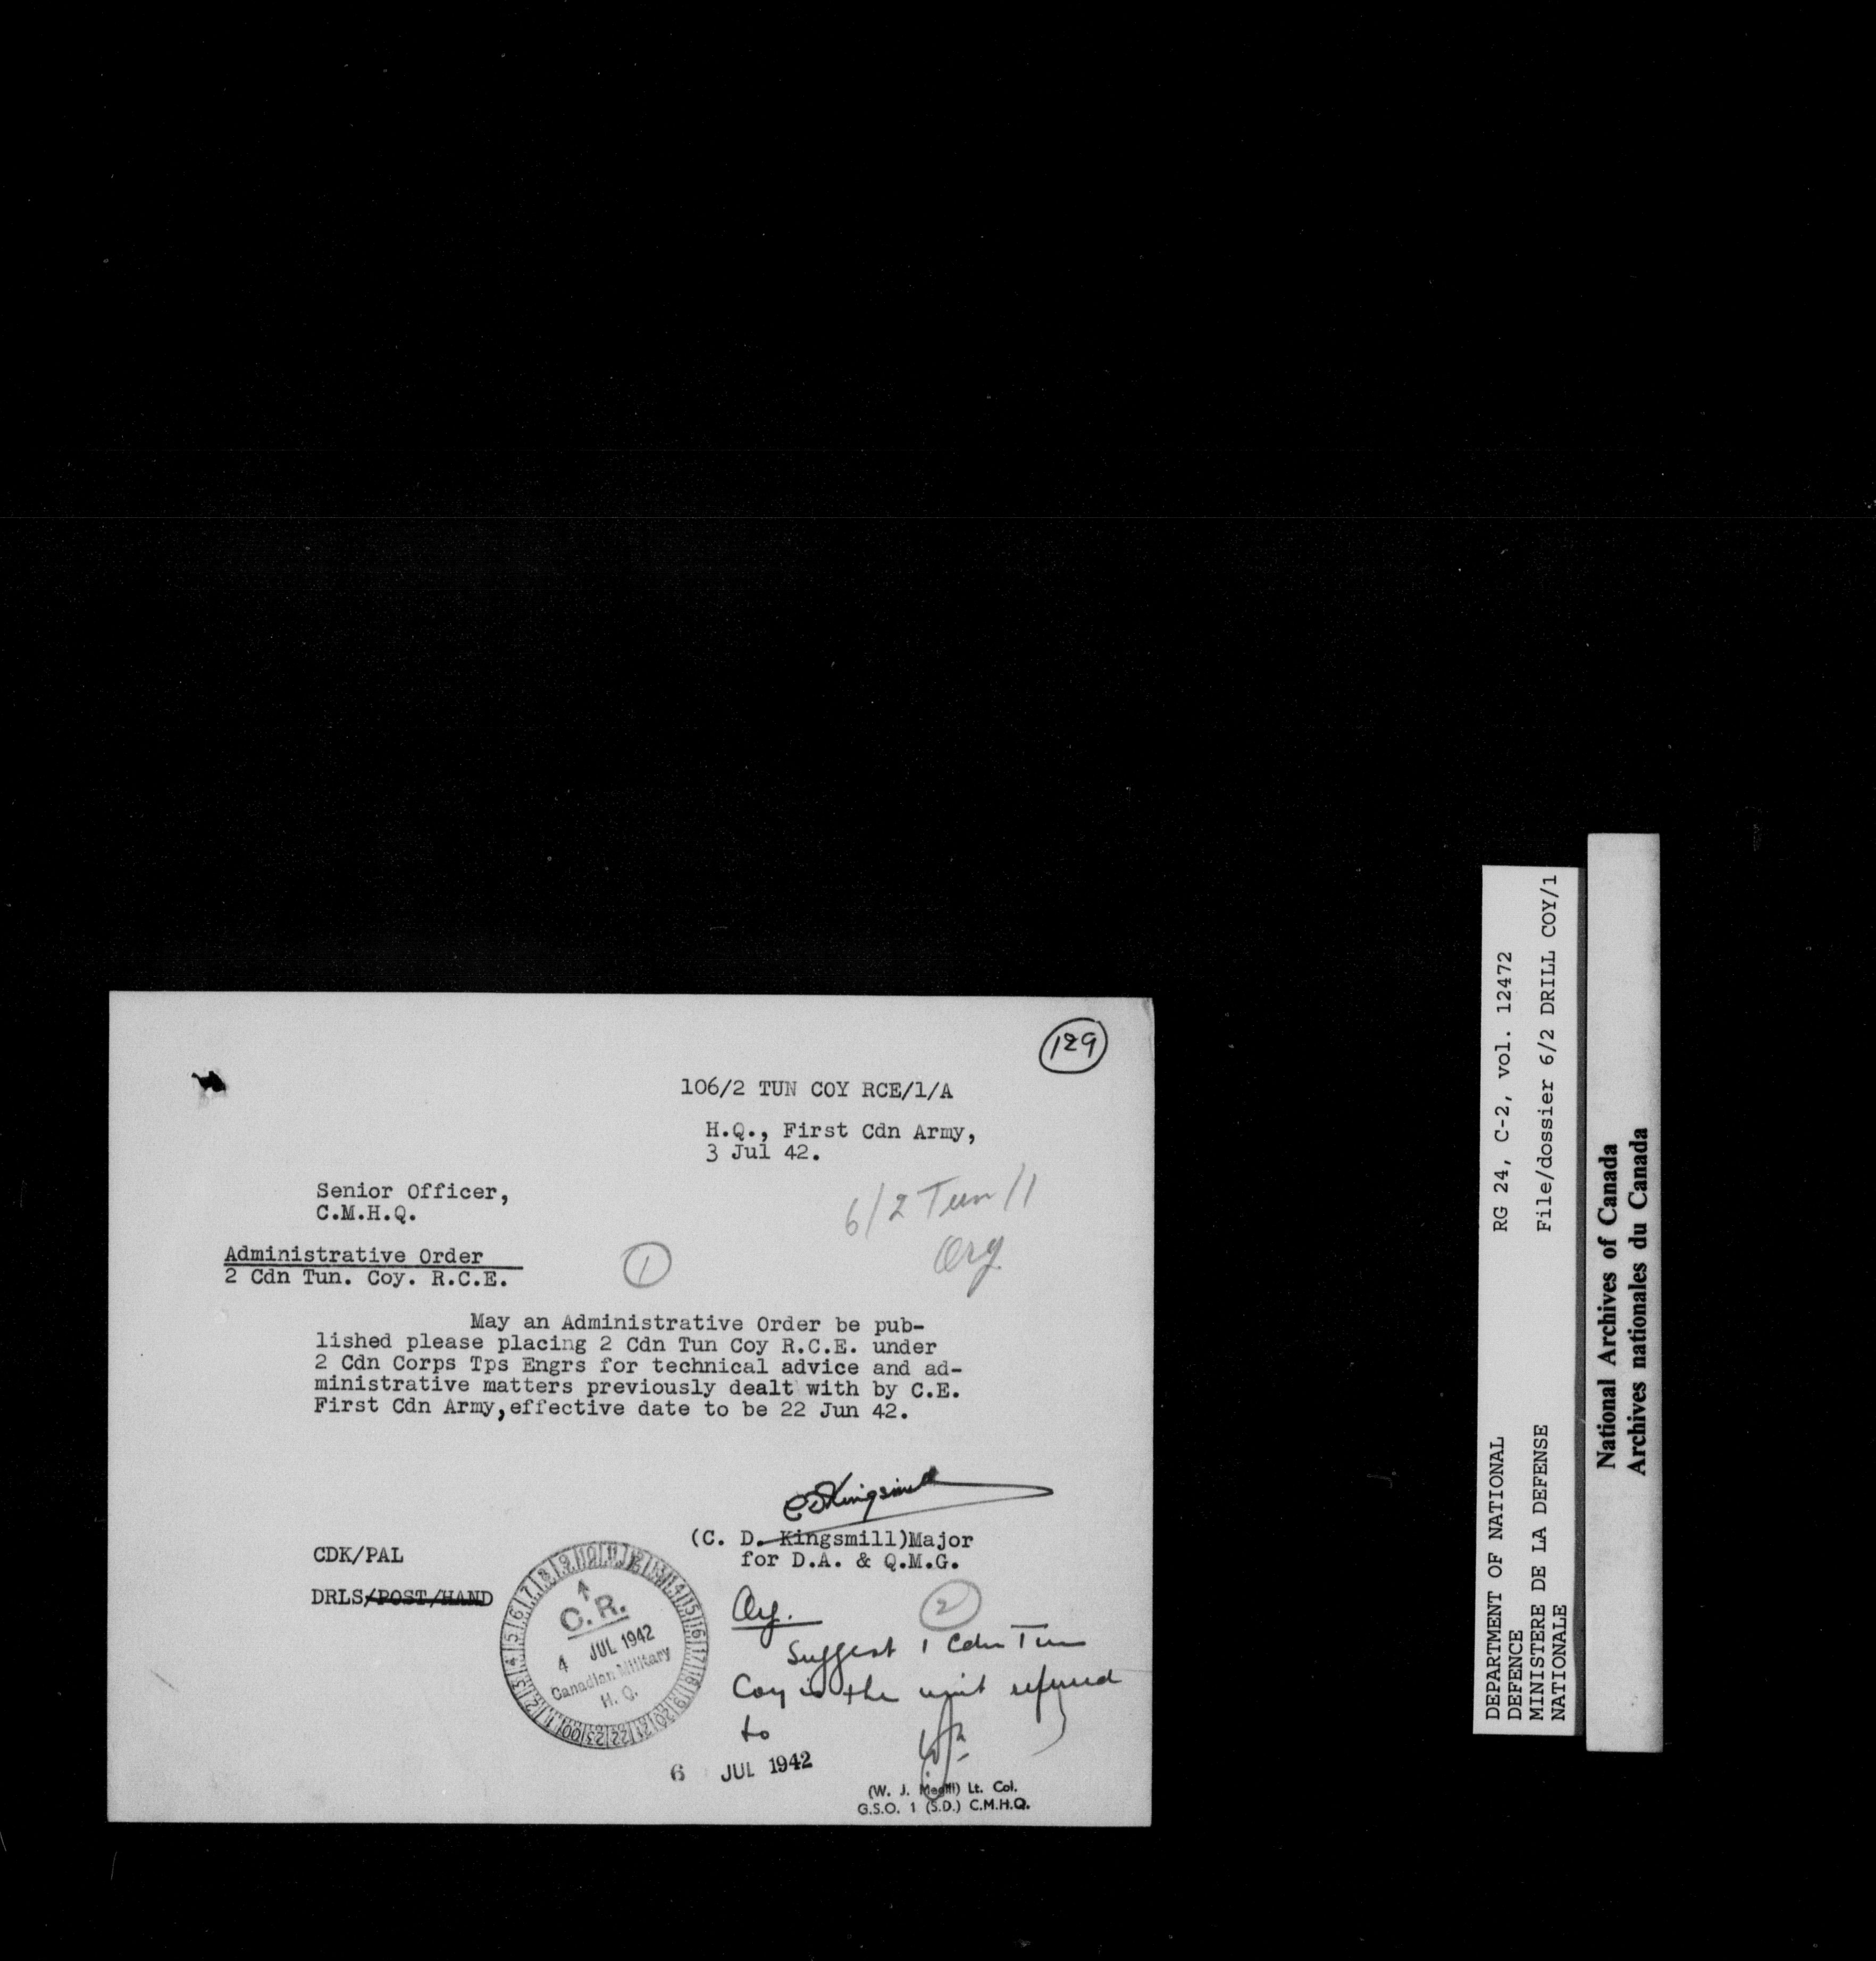 129
106/2 TUN COY RCE/1/A
H.Q., First Cdn Army,
3 Jul 42.
Senior Officer,
C.M.H.Q.
6/2 Tun/1
Org
Administrative Order
2 Cdn Tun. Coy. R.C.E.
1
May an Administrative Order be pub-
lished please placing 2 Cdn Tun Coy R.C.E. under
2 Cdn Corps Tps Engrs for technical advice and ad-
ministrative matters previously dealt with by C.E.
First Cdn Army,effective date to be 22 Jun 42.
CDKingsmill
(C. D. Kingsmill)Major
for D.A. & Q.M.G.
CDK/PAL
DRLS/POST/HAND
C.R.
4 JUL 1942
Canadian Military
H. Q.
Org.
2
Suggest 1 Cdn Tun
Coy is the unit referred
to
6 JUL 1942
(W. J. Megill) Lt. Col.
G.S.O. 1 (S.D.) C.M.H.Q.
DEPARTMENT OF NATIONAL
DEFENCE
MINISTERE DE LA DEFENSE
NATIONALE
RG 24, C-2, vol. 12472
File/dossier 6/2 DRILL COY/1
National Archives of Canada
Archives nationales du Canada